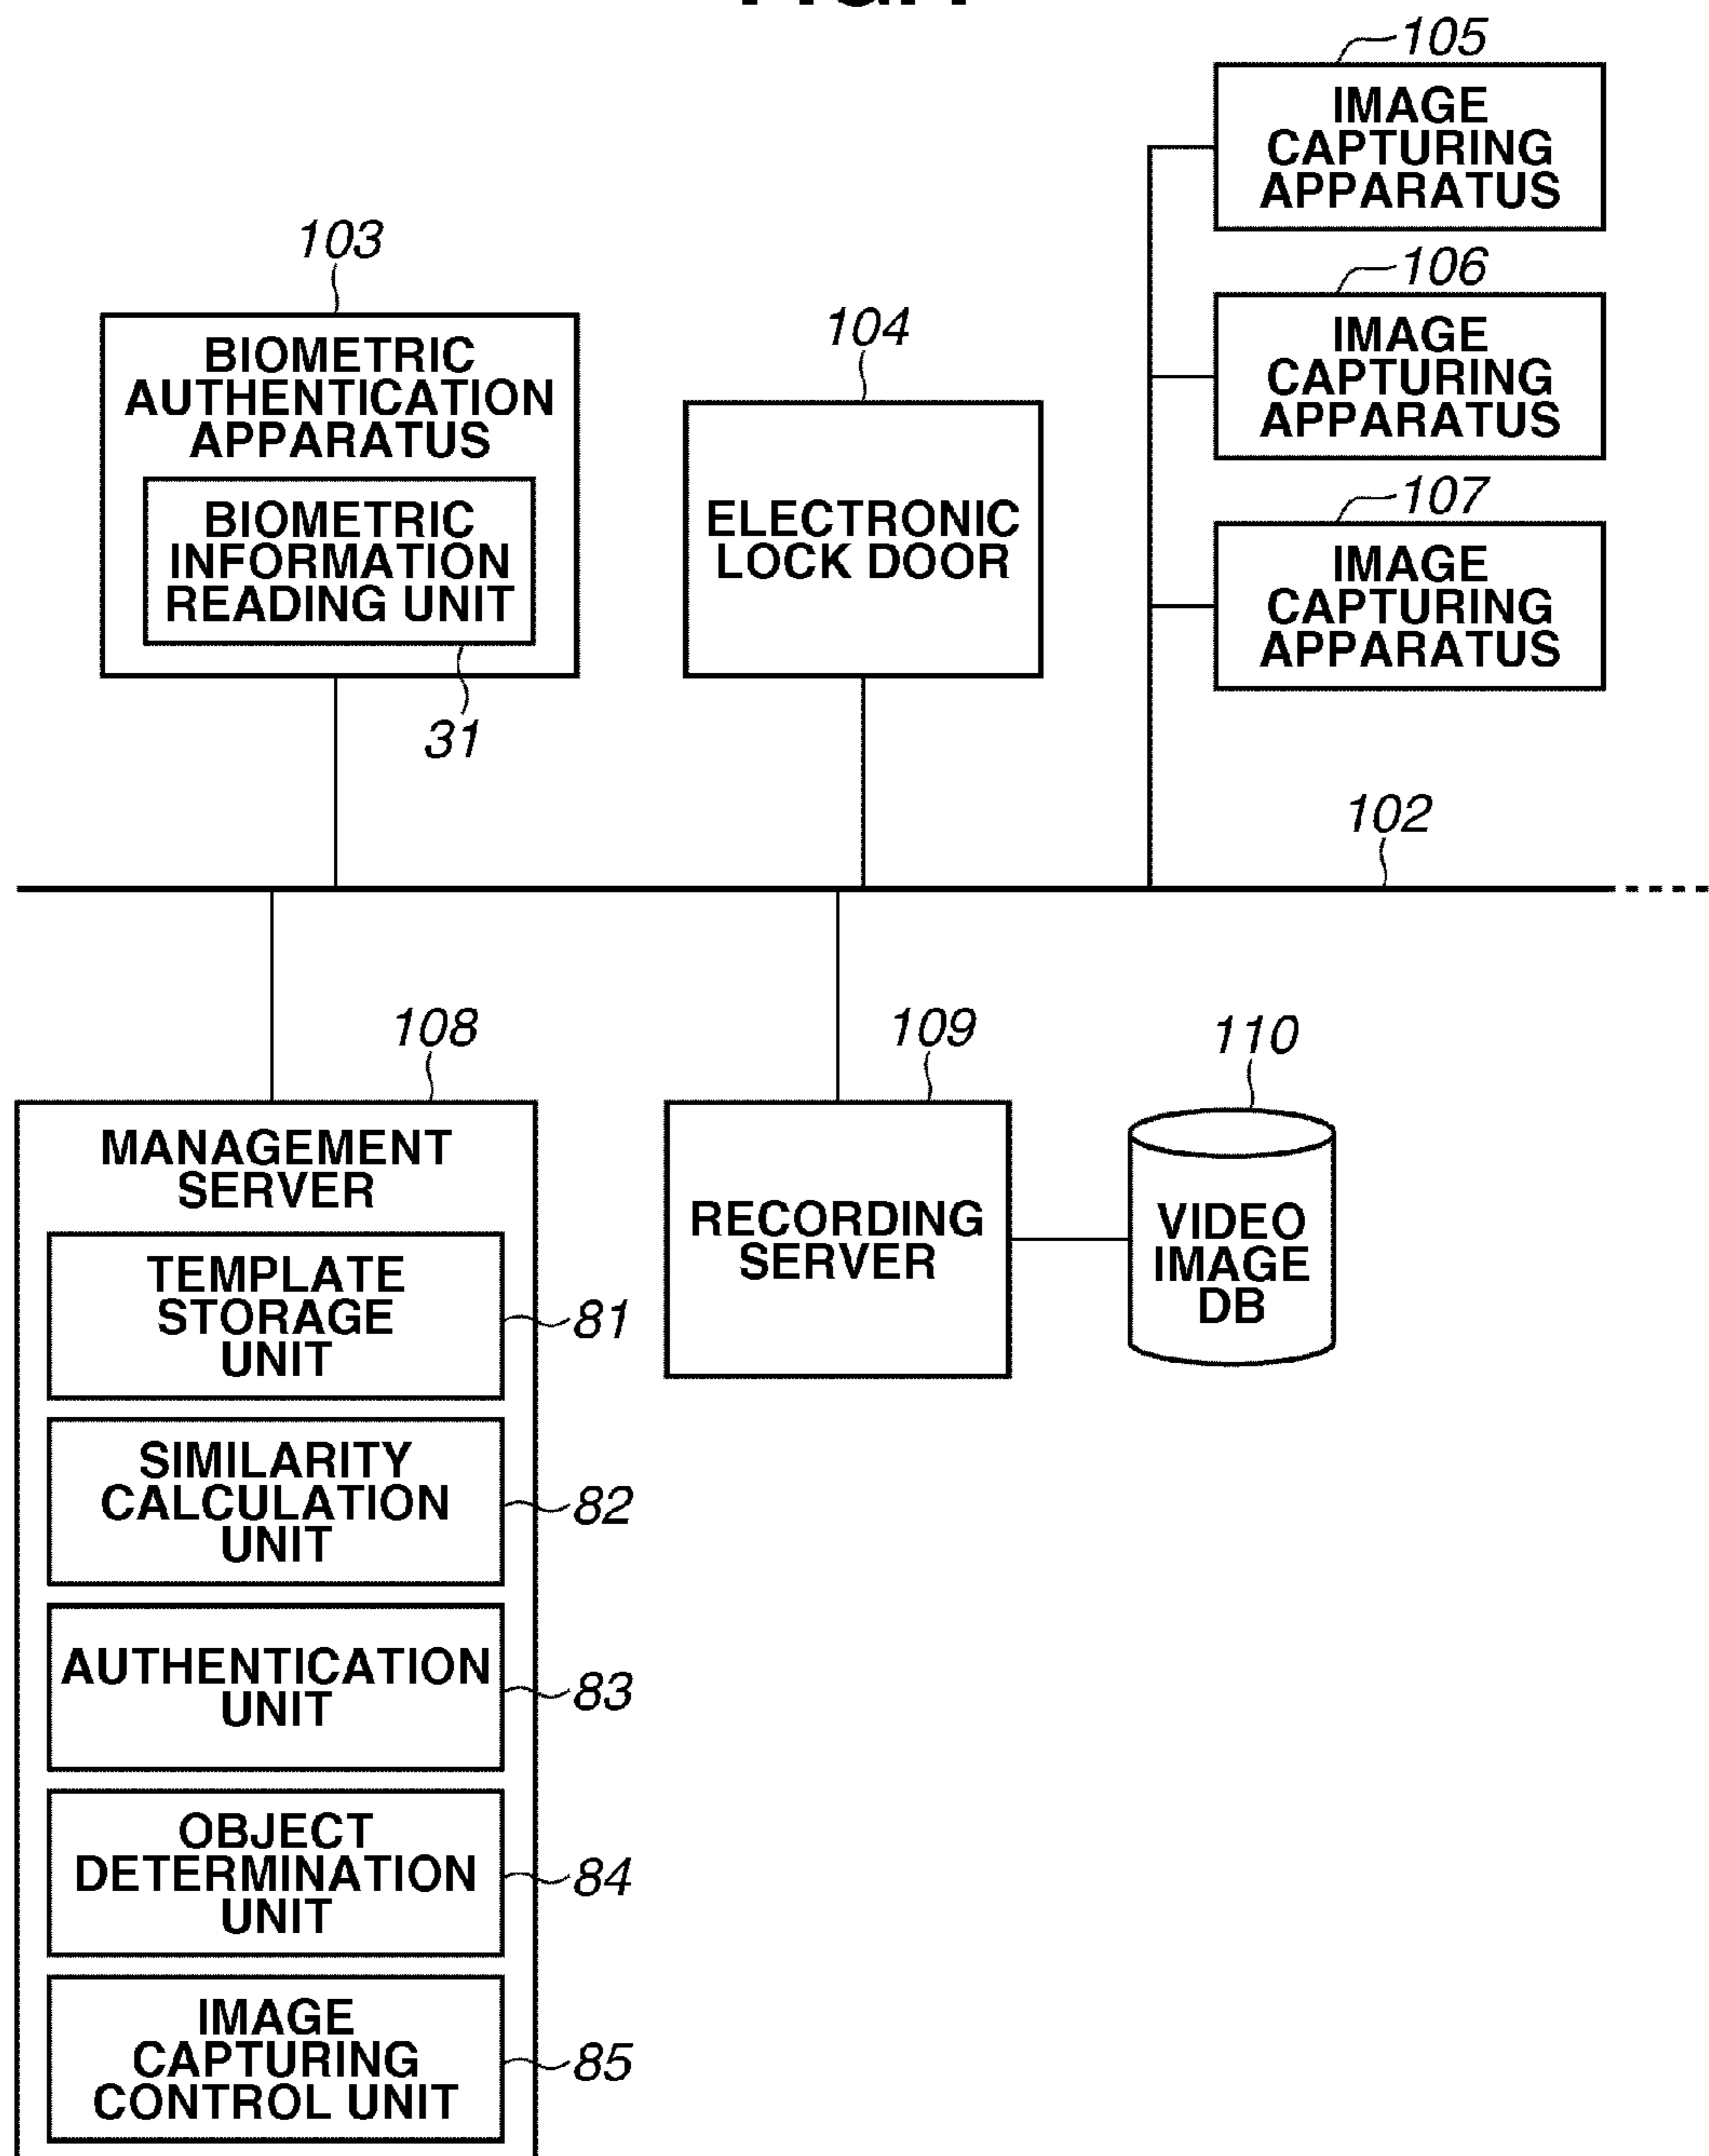 105
IMAGE
CAPTURING
APPARATUS
106
IMAGE
CAPTURING
APPARATUS
107
IMAGE
CAPTURING
APPARATUS
103
BIOMETRIC
AUTHENTICATION
APPARATUS
BIOMETRIC
INFORMATION
READING UNIT
31
104
ELECTRONIC
LOCK DOOR
102
108
MANAGEMENT
SERVER
TEMPLATE
STORAGE
UNIT
81
SIMILARITY
CALCULATION
UNIT
82
AUTHENTICATION
UNIT
83
OBJECT
DETERMINATION
UNIT
84
IMAGE
CAPTURING
CONTROL UNIT
85
109
RECORDING
SERVER
110
VIDEO
IMAGE
DB